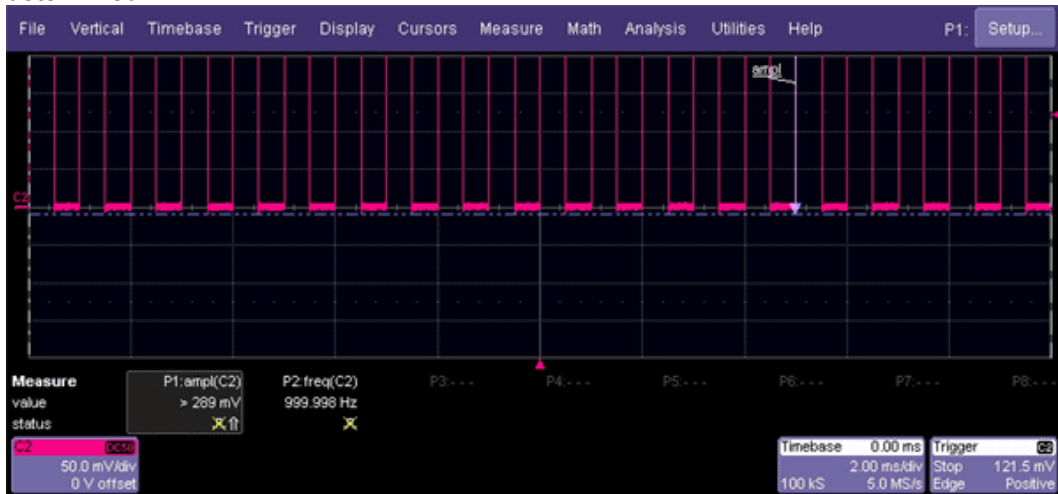 File Vertical Timebase Trigger Display Cursors Measure Math Analysis Utilities Help P1: Setup...
ampl
C2
Measure P1:ampl(C2) P2:freq(C2) P3:--- P4:--- P5:--- P6:--- P7:--- P8:---
value > 289 mV 999.998 Hz
status
C2 DC50
50.0 mV/div
0 V offset
Timebase 0.00 ms
2.00 ms/div
100 kS 5.0 MS/s
Trigger C2
Stop 121.5 mV
Edge Positive